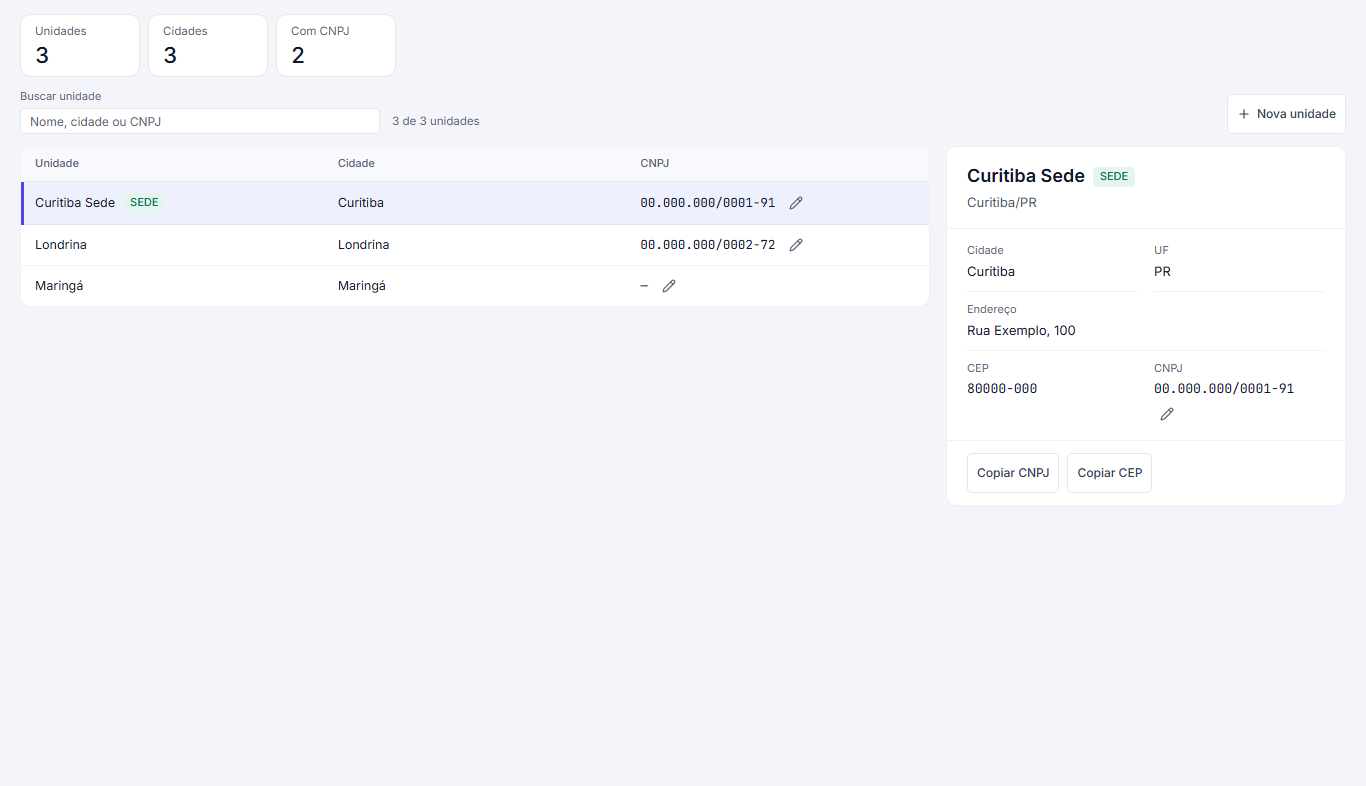 Unidades
3
Cidades
3
Com CNPJ
2
Buscar unidade
Nome, cidade ou CNPJ
3 de 3 unidades
+ Nova unidade
Unidade Cidade CNPJ
Curitiba Sede SEDE Curitiba 00.000.000/0001-91
Londrina Londrina 00.000.000/0002-72
Maringá Maringá —
Curitiba Sede SEDE
Curitiba/PR
Cidade UF
Curitiba PR
Endereço
Rua Exemplo, 100
CEP CNPJ
80000-000 00.000.000/0001-91
Copiar CNPJ Copiar CEP